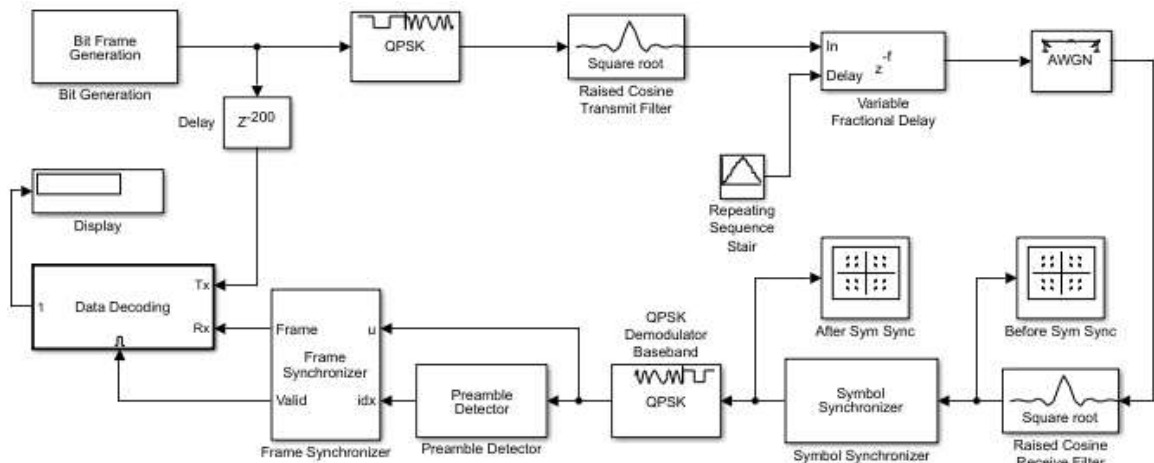 Bit Frame
Generation
Bit Generation
QPSK
Square root
Raised Cosine
Transmit Filter
In
Delay
z^-f
Variable
Fractional Delay
AWGN
Delay
Z^-200
Display
Repeating
Sequence
Stair
Tx
Data Decoding
1
Rx
Frame
u
Frame
Synchronizer
Valid
idx
Frame Synchronizer
Preamble
Detector
Preamble Detector
QPSK
Demodulator
Baseband
QPSK
After Sym Sync
Symbol
Synchronizer
Symbol Synchronizer
Before Sym Sync
Square root
Raised Cosine
Receive Filter